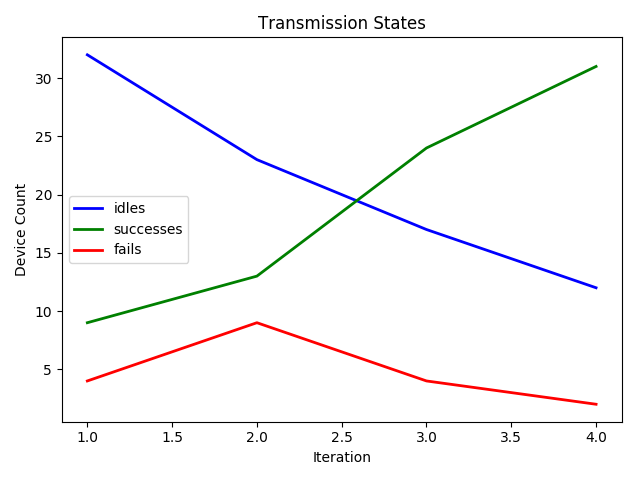 Transmission States
Device Count
30
25
20
15
10
5
idles
successes
fails
1.0 1.5 2.0 2.5 3.0 3.5 4.0
Iteration